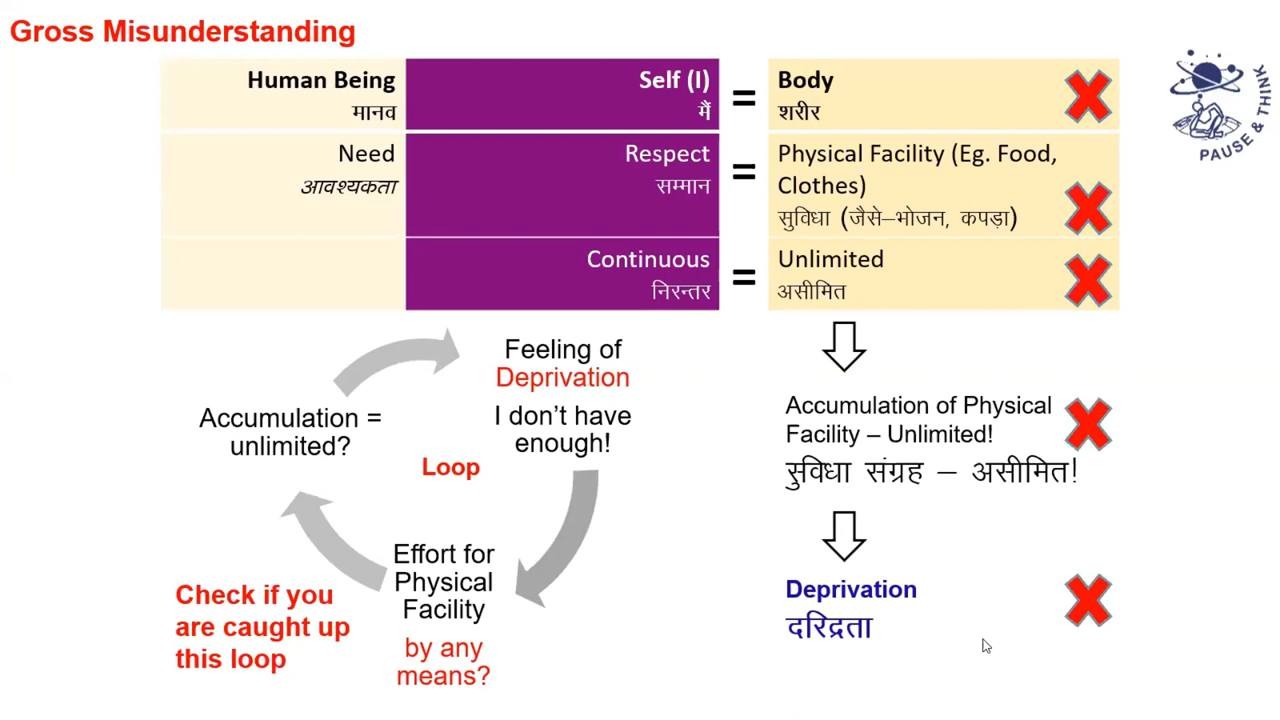 Gross Misunderstanding
Human Being
मानव
Self (I)
मैं
=
Body
शरीर
Need
आवश्यकता
Respect
सम्मान
=
Physical Facility (Eg. Food,
Clothes)
सुविधा (जैसे–भोजन, कपड़ा)
Continuous
निरन्तर
=
Unlimited
असीमित
PAUSE & THINK
Feeling of
Deprivation
I don't have
enough!
Accumulation =
unlimited?
Loop
Effort for
Physical
Facility
by any
means?
Check if you
are caught up
this loop
Accumulation of Physical
Facility – Unlimited!
सुविधा संग्रह – असीमित!
Deprivation
दरिद्रता